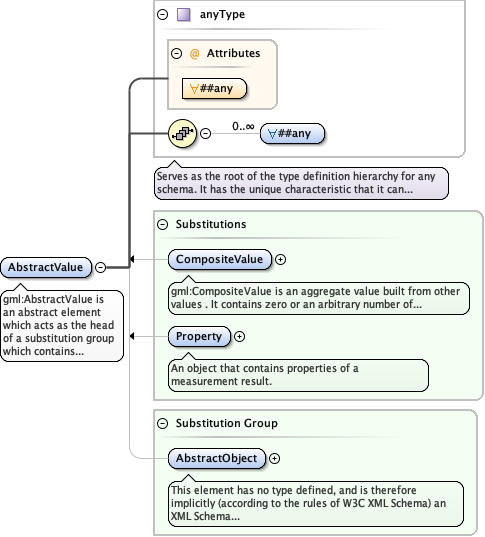 anyType
@ Attributes
∀##any
0..∞
∀##any
Serves as the root of the type definition hierarchy for any
schema. It has the unique characteristic that it can...
Substitutions
AbstractValue
CompositeValue
gml:AbstractValue is
an abstract element
which acts as the head
of a substitution group
which contains...
gml:CompositeValue is an aggregate value built from other
values . It contains zero or an arbitrary number of...
Property
An object that contains properties of a
measurement result.
Substitution Group
AbstractObject
This element has no type defined, and is therefore
implicitly (according to the rules of W3C XML Schema) an
XML Schema...